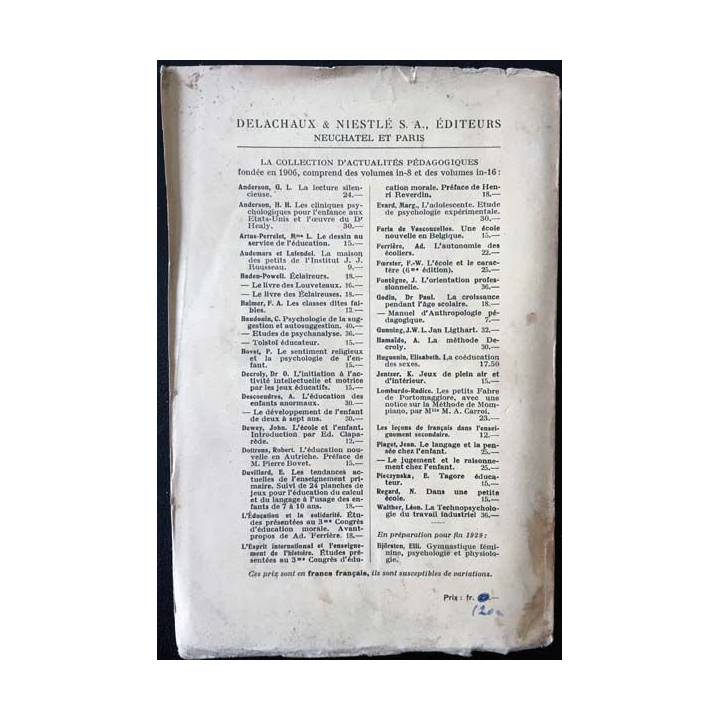 DELACHAUX & NIESTLÉ S. A., ÉDITEURS
NEUCHATEL ET PARIS
LA COLLECTION D'ACTUALITÉS PÉDAGOGIQUES
fondée en 1906, comprend des volumes in-8 et des volumes in-16 :
Anderson, G. L. La lecture silen-
cieuse. 24.—
Anderson, H. H. Les cliniques psy-
chologiques pour l'enfance aux
Etats-Unis et l'œuvre du Dr
Healy. 30.—
Artus-Perrelet, Mme L. Le dessin au
service de l'éducation. 15.—
Audemars et Lafendel. La maison
des petits de l'Institut J. J.
Rousseau. 9.—
Baden-Powell. Éclaireurs. 18.—
— Le livre des Louveteaux. 16.—
— Le livre des Éclaireuses. 18.—
Balmer, F. A. Les classes dites fai-
bles. 12.—
Baudouin, C. Psychologie de la sug-
gestion et autosuggestion. 40.—
— Etudes de psychanalyse. 36.—
— Tolstoï éducateur. 15.—
Bovet, P. Le sentiment religieux
et la psychologie de l'en-
fant. 15.—
Decroly, Dr O. L'initiation à l'ac-
tivité intellectuelle et motrice
par les jeux éducatifs. 15.—
Descoeudres, A. L'éducation des
enfants anormaux. 30.—
— Le développement de l'enfant
de deux à sept ans. 30.—
Dewey, John. L'école et l'enfant.
Introduction par Ed. Clapa-
rède. 12.—
Dottrens, Robert. L'éducation nou-
velle en Autriche. Préface de
M. Pierre Bovet. 15.—
Duvillard, E. Les tendances ac-
tuelles de l'enseignement pri-
maire. Suivi de 24 planches de
jeux pour l'éducation du calcul
et du langage à l'usage des en-
fants de 7 à 10 ans. 18.—
L'Éducation et la solidarité. Étu-
des présentées au 3me Congrès
d'éducation morale. Avant-
propos de Ad. Ferrière. 18.—
L'Esprit international et l'enseigne-
ment de l'histoire. Études pré-
sentées au 3me Congrès d'édu-
cation morale. Préface de Hen-
ri Reverdin. 18.—
Evard, Marg., L'adolescente. Etude
de psychologie expérimentale.
30,—
Faria de Vasconcellos. Une école
nouvelle en Belgique. 15.—
Ferrière, Ad. L'autonomie des
écoliers. 22.—
Fœrster, F.-W. L'école et le carac-
tère (6me édition). 25.—
Fontègne, J. L'orientation profes-
sionnelle. 36.—
Godin, Dr Paul. La croissance
pendant l'âge scolaire. 18.—
— Manuel d'Anthropologie pé-
dagogique. 7.—
Gunning, J.W. L. Jan Ligthart. 32.—
Hamaïde, A. La méthode De-
croly. 30.—
Huguenin, Elisabeth. La coéducation
des sexes. 17.50
Jentzer, K. Jeux de plein air et
d'intérieur. 15.—
Lombardo-Radice. Les petits Fabre
de Portomaggiore, avec une
notice sur la Méthode de Mom-
piano, par Mlle M. A. Carroi.
23.—
Les leçons de français dans l'ensei-
gnement secondaire. 12.—
Piaget, Jean. Le langage et la pen-
sée chez l'enfant. 25.—
— Le jugement et le raisonne-
ment chez l'enfant. 25.—
Pieczynska, E. Tagore éduca-
teur. 15.—
Regard, N. Dans une petite
école. 15.—
Walther, Léon. La Technopsycholo-
gie du travail industriel 36.—
En préparation pour fin 1929 :
Björsten, Elli. Gymnastique fémi-
nine, psychologie et physiolo-
gie.
Ces prix sont en france français, ils sont susceptibles de variations.
Prix : fr.